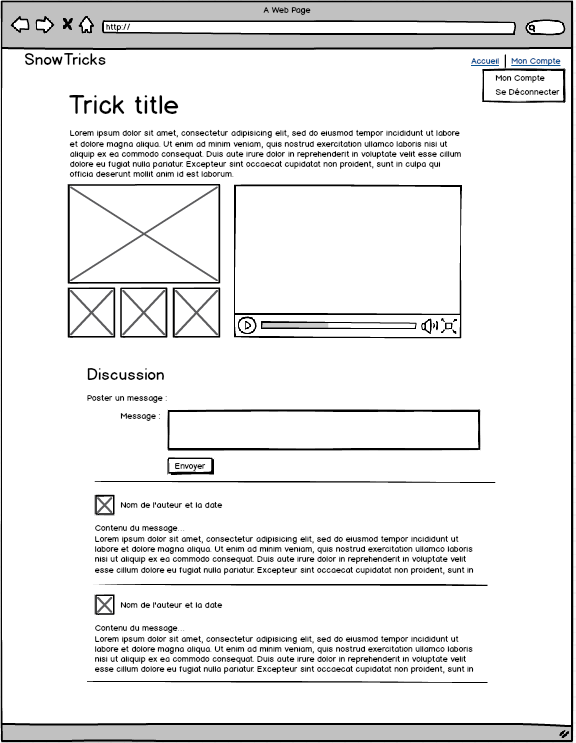 A Web Page
http://
SnowTricks
Accueil Mon Compte
Mon Compte
Se Déconnecter
Trick title
Lorem ipsum dolor sit amet, consectetur adipisicing elit, sed do eiusmod tempor incididunt ut labore
et dolore magna aliqua. Ut enim ad minim veniam, quis nostrud exercitation ullamco laboris nisi ut
aliquip ex ea commodo consequat. Duis aute irure dolor in reprehenderit in voluptate velit esse cillum
dolore eu fugiat nulla pariatur. Excepteur sint occaecat cupidatat non proident, sunt in culpa qui
officia deserunt mollit anim id est laborum.
Discussion
Poster un message :
Message :
Envoyer
Nom de l'auteur et la date
Contenu du message...
Lorem ipsum dolor sit amet, consectetur adipisicing elit, sed do eiusmod tempor incididunt ut
labore et dolore magna aliqua. Ut enim ad minim veniam, quis nostrud exercitation ullamco laboris
nisi ut aliquip ex ea commodo consequat. Duis aute irure dolor in reprehenderit in voluptate velit
esse cillum dolore eu fugiat nulla pariatur. Excepteur sint occaecat cupidatat non proident, sunt in
Nom de l'auteur et la date
Contenu du message...
Lorem ipsum dolor sit amet, consectetur adipisicing elit, sed do eiusmod tempor incididunt ut
labore et dolore magna aliqua. Ut enim ad minim veniam, quis nostrud exercitation ullamco laboris
nisi ut aliquip ex ea commodo consequat. Duis aute irure dolor in reprehenderit in voluptate velit
esse cillum dolore eu fugiat nulla pariatur. Excepteur sint occaecat cupidatat non proident, sunt in